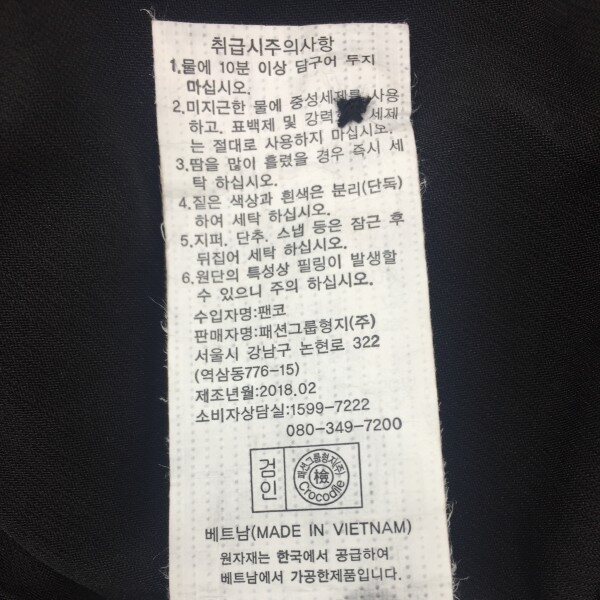 취급시주의사항
1.물에 10분 이상 담구어 두지
마십시오.
2.미지근한 물에 중성세제를 사용
하고. 표백제 및 강력 세제
는 절대로 사용하지 마십시오.
3.땀을 많이 흘렸을 경우 즉시 세
탁 하십시오.
4.짙은 색상과 흰색은 분리(단독)
하여 세탁 하십시오.
5.지퍼. 단추. 스냅 등은 잠근 후
뒤집어 세탁 하십시오.
6.원단의 특성상 필링이 발생할
수 있으니 주의 하십시오.
수입자명:팬코
판매자명:패션그룹형지(주)
서울시 강남구 논현로 322
(역삼동776-15)
제조년월:2018.02
소비자상담실:1599-7222
080-349-7200
검인
패션그룹형지(주)
檢
Crocodile
베트남(MADE IN VIETNAM)
원자재는 한국에서 공급하여
베트남에서 가공한제품입니다.